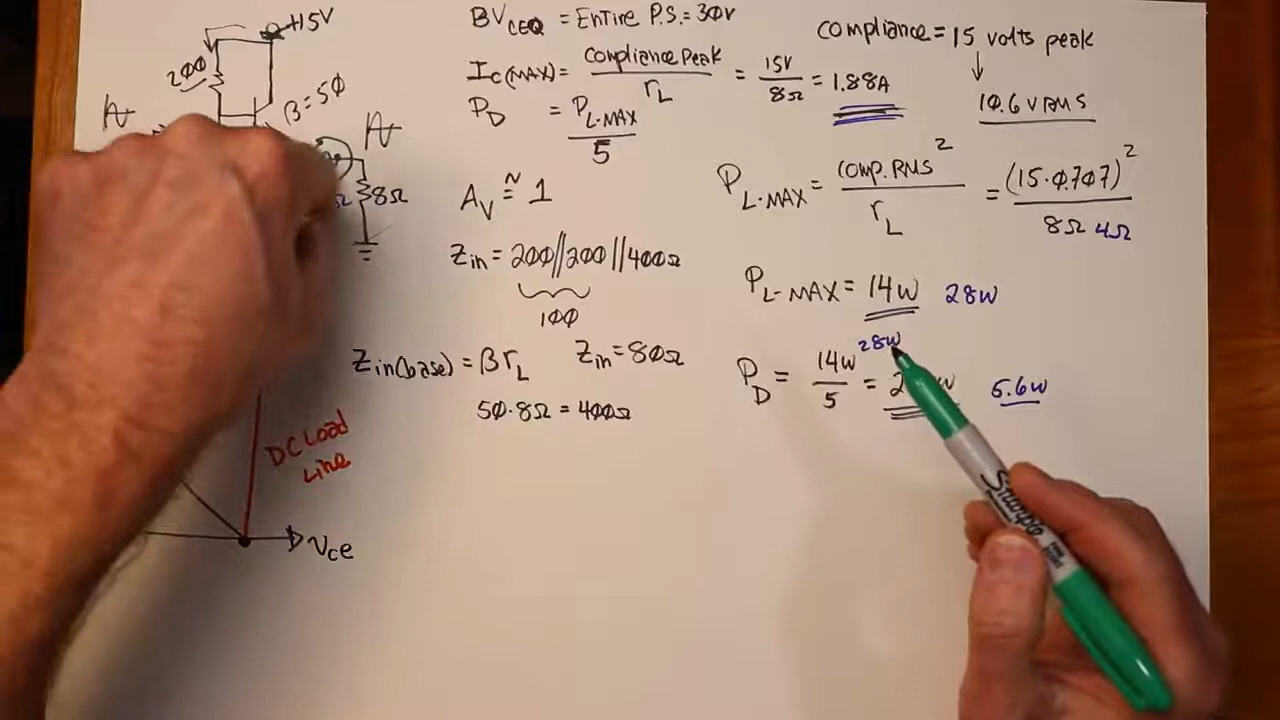 +15V
200
β=50
8Ω
Ω
DC Load
Line
Vce
BVCEQ = Entire P.S.= 30V
IC(MAX)= Compliance Peak / rL = 15V / 8Ω = 1.88A
PD = PL-MAX / 5
AV ≅ 1
Zin = 200//200//400Ω
100
Zin(base) = βrL
Zin=80Ω
50·8Ω = 400Ω
compliance = 15 volts peak
↓
10.6 VRMS
PL-MAX = comp.RMS² / rL = (15·0.707)² / 8Ω 4Ω
PL-MAX = 14W 28W
28W
PD = 14W / 5 = 2 W 5.6W
Sharpie